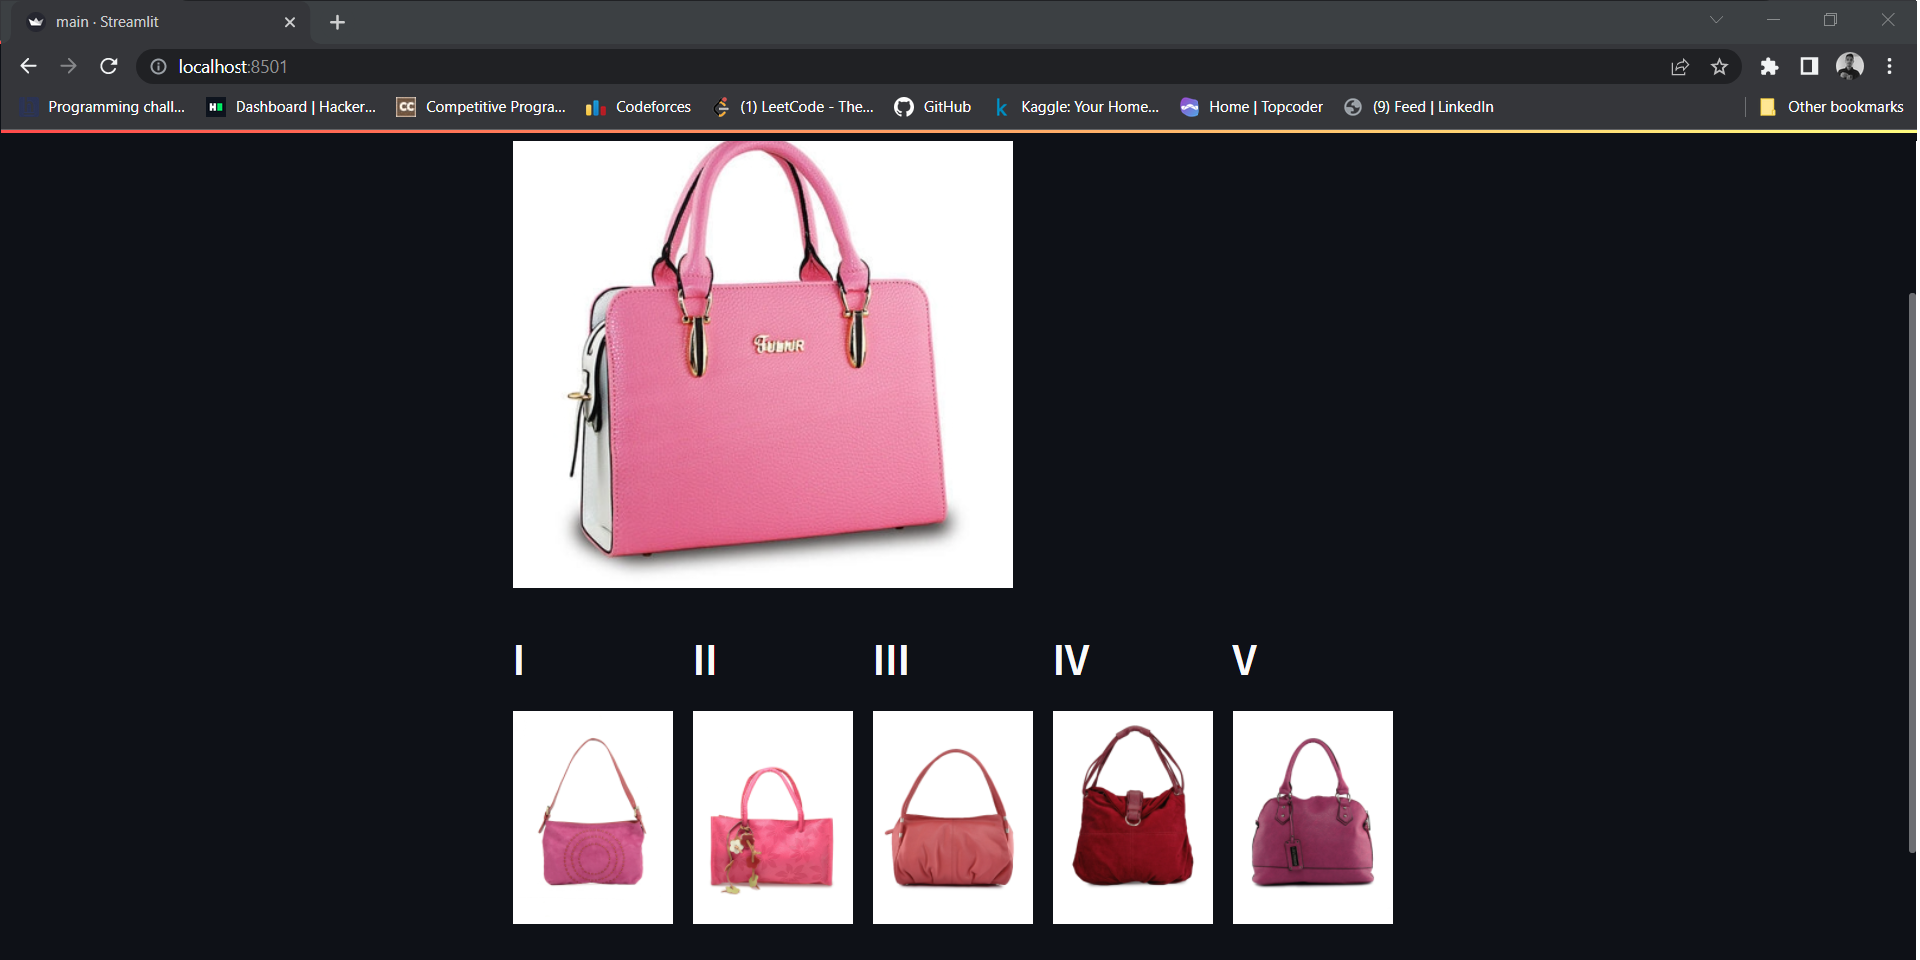 main · Streamlit
localhost:8501
Programming chall...
Dashboard | Hacker...
CC
Competitive Progra...
Codeforces
(1) LeetCode - The...
GitHub
k
Kaggle: Your Home...
Home | Topcoder
(9) Feed | LinkedIn
Other bookmarks
I
II
III
IV
V